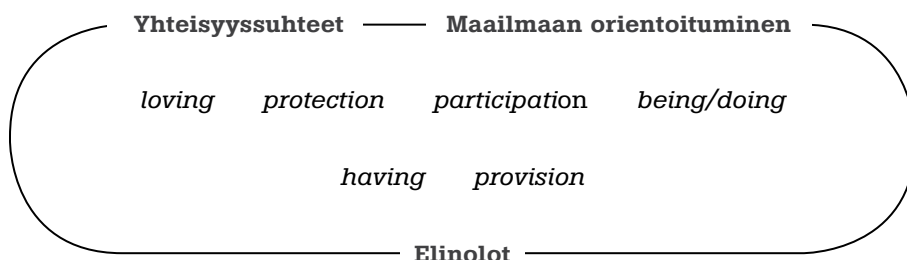 Yhteisyyssuhteet Maailmaan orientoituminen
loving protection participation being/doing
having provision
Elinolot